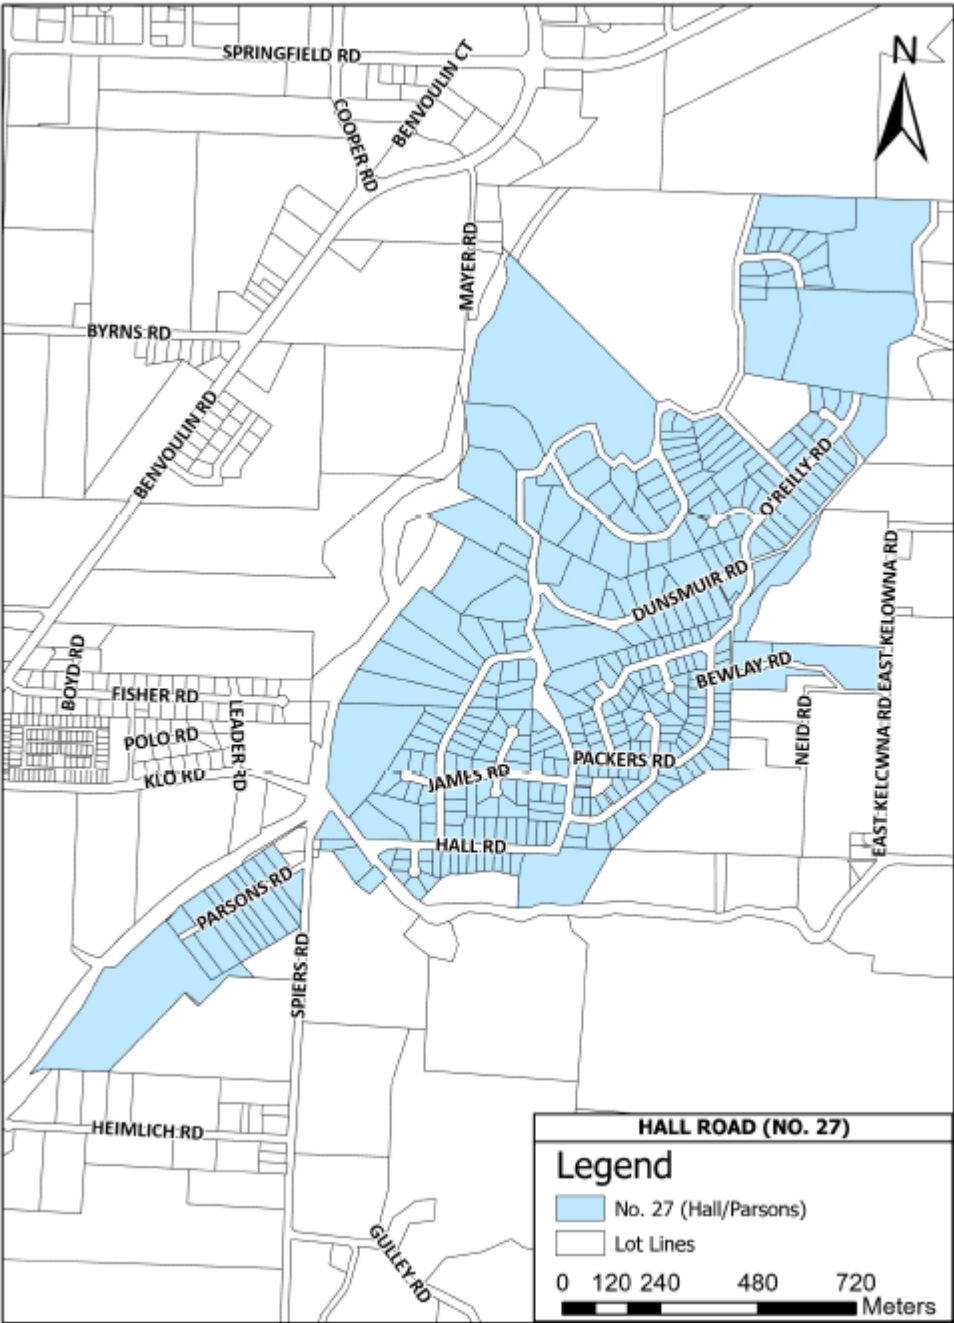 SPRINGFIELD RD
N
BENVOULIN CT
COOPER RD
MAYER RD
BYRNS RD
BENVOULIN RD
O'REILLY RD
DUNSMUIR RD
EAST KELOWNA RD
BOYD RD
BEWLAY RD
FISHER RD
LEADER RD
NEID RD
POLO RD
PACKERS RD
KLO RD
JAMES RD
EAST KELCWNA RD
HALL RD
PARSONS RD
SPIERS RD
HEIMLICH RD
GULLEY RD
HALL ROAD (NO. 27)
Legend
No. 27 (Hall/Parsons)
Lot Lines
0 120 240 480 720
Meters